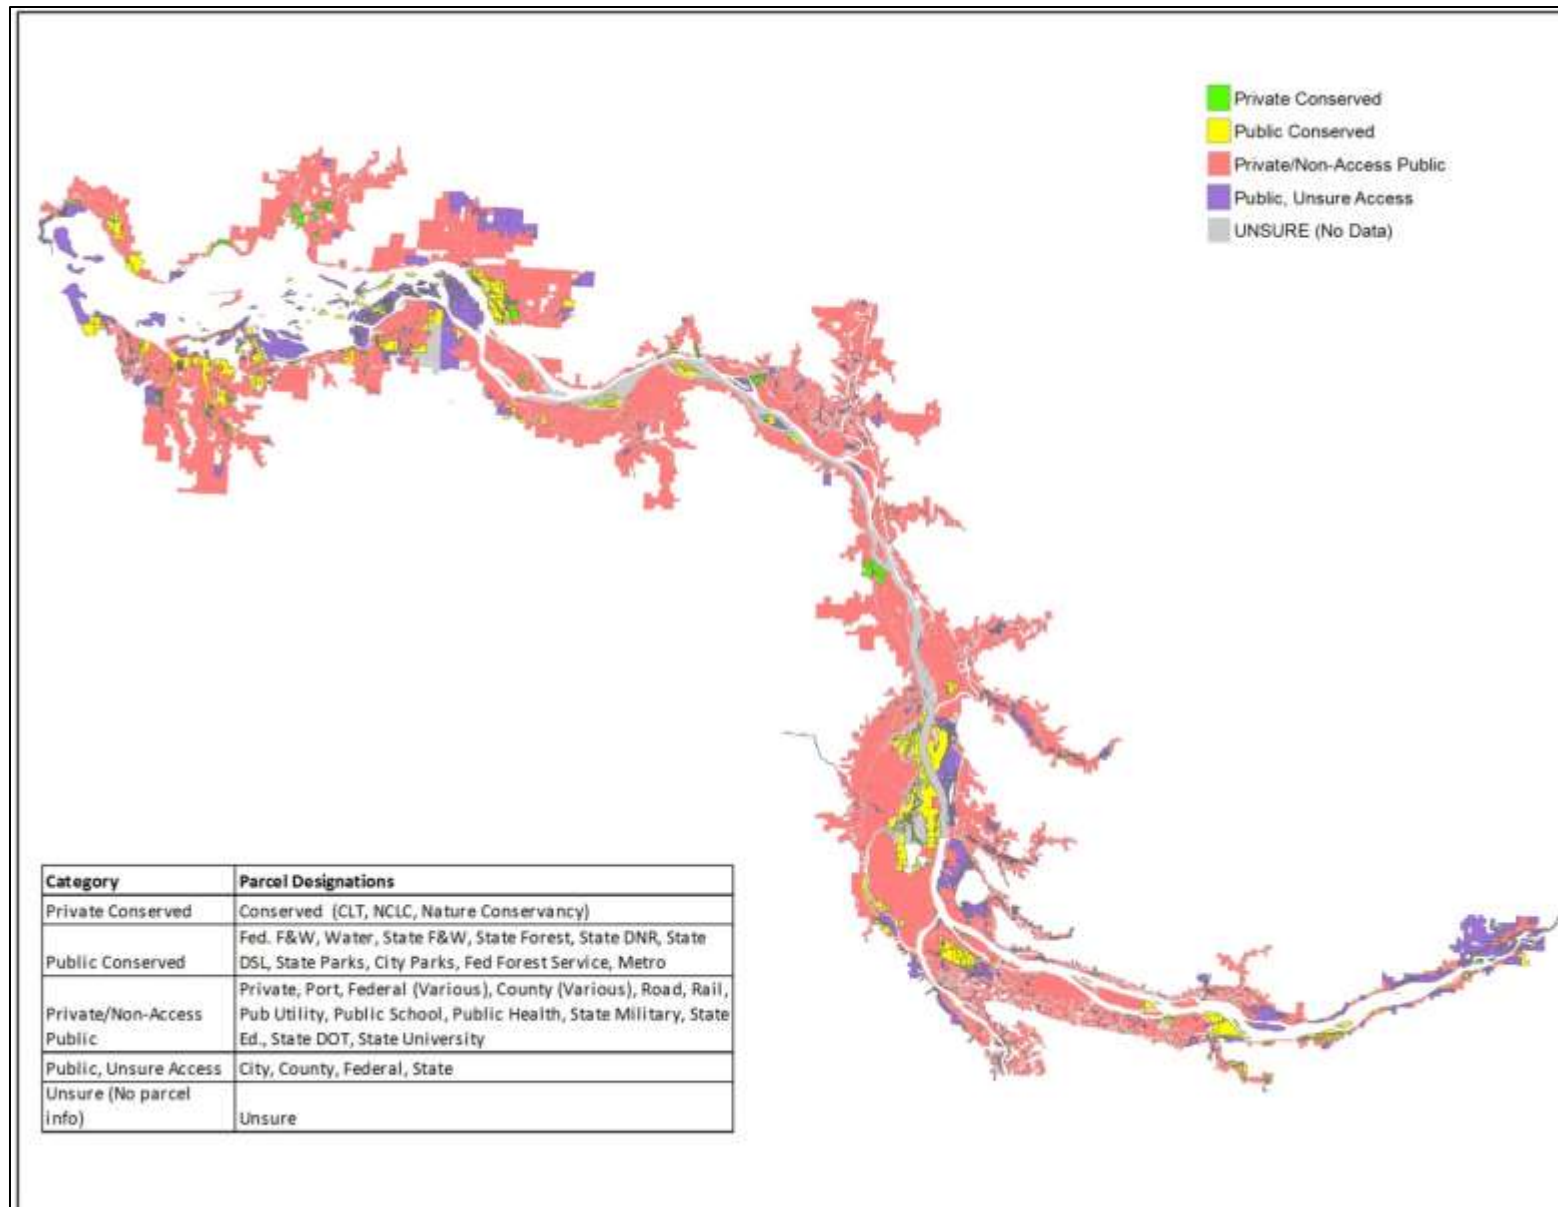 Private Conserved
Public Conserved
Private/Non-Access Public
Public, Unsure Access
UNSURE (No Data)
Category Parcel Designations
Private Conserved Conserved (CLT, NCLC, Nature Conservancy)
Fed. F&W, Water, State F&W, State Forest, State DNR, State
Public Conserved DSL, State Parks, City Parks, Fed Forest Service, Metro
Private, Port, Federal (Various), County (Various), Road, Rail,
Private/Non-Access Pub Utility, Public School, Public Health, State Military, State
Public Ed., State DOT, State University
Public, Unsure Access City, County, Federal, State
Unsure (No parcel
info) Unsure